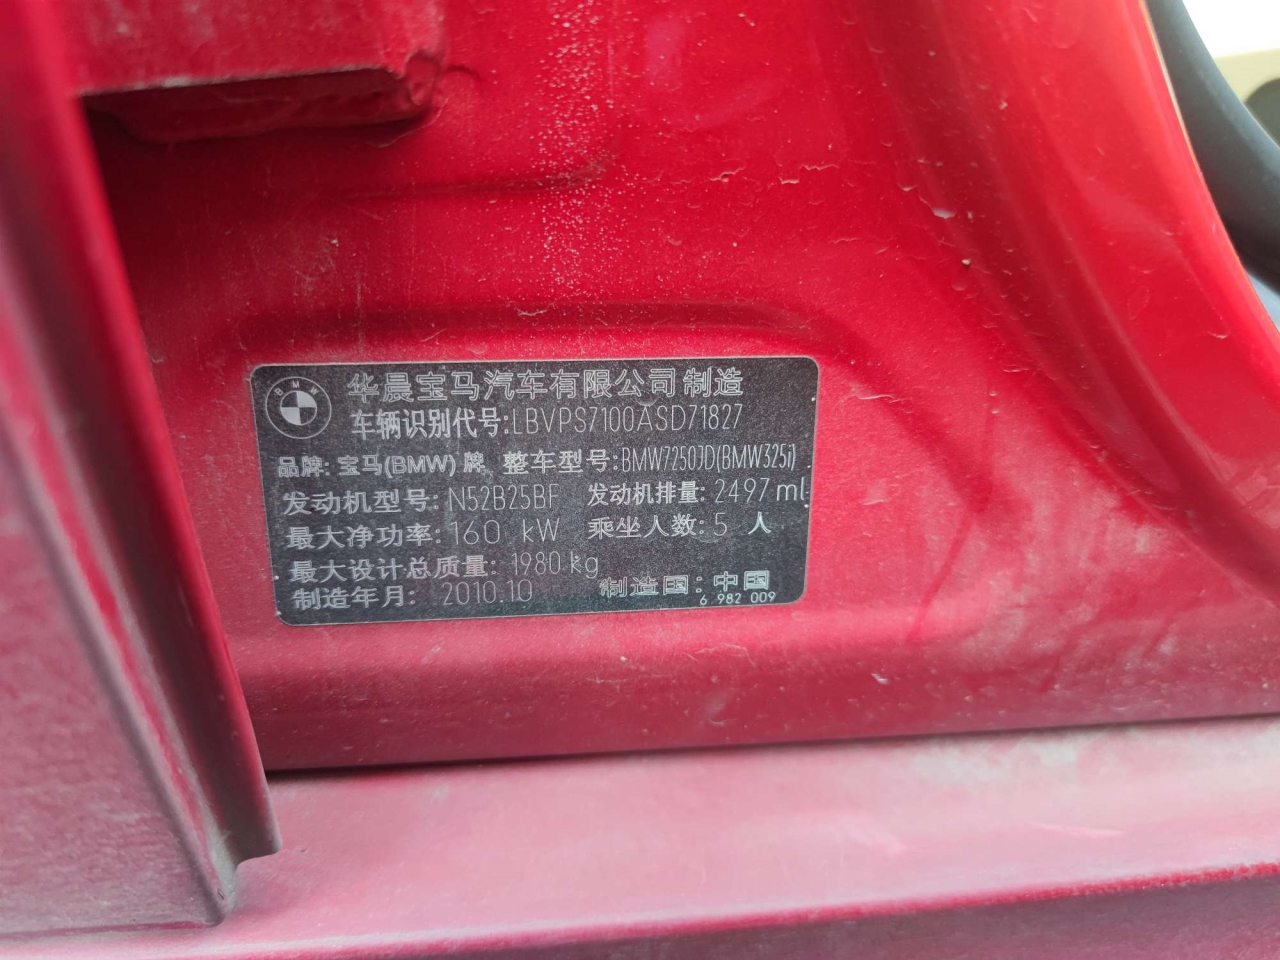 BMW
华晨宝马汽车有限公司制造
车辆识别代号:LBVPS7100ASD71827
品牌: 宝马(BMW) 牌 整车型号:BMW7250JD(BMW325i)
发动机型号: N52B25BF 发动机排量: 2497 ml
最大净功率: 160 kW 乘坐人数: 5 人
最大设计总质量: 1980 kg
制造年月: 2010.10 制造国: 中国
6 982 009